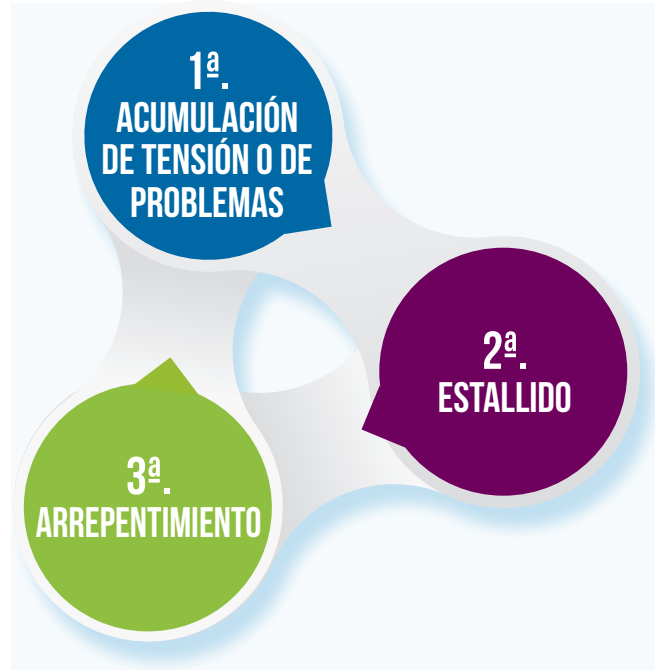 1ª.
ACUMULACIÓN
DE TENSIÓN O DE
PROBLEMAS
2ª.
ESTALLIDO
3ª.
ARREPENTIMIENTO